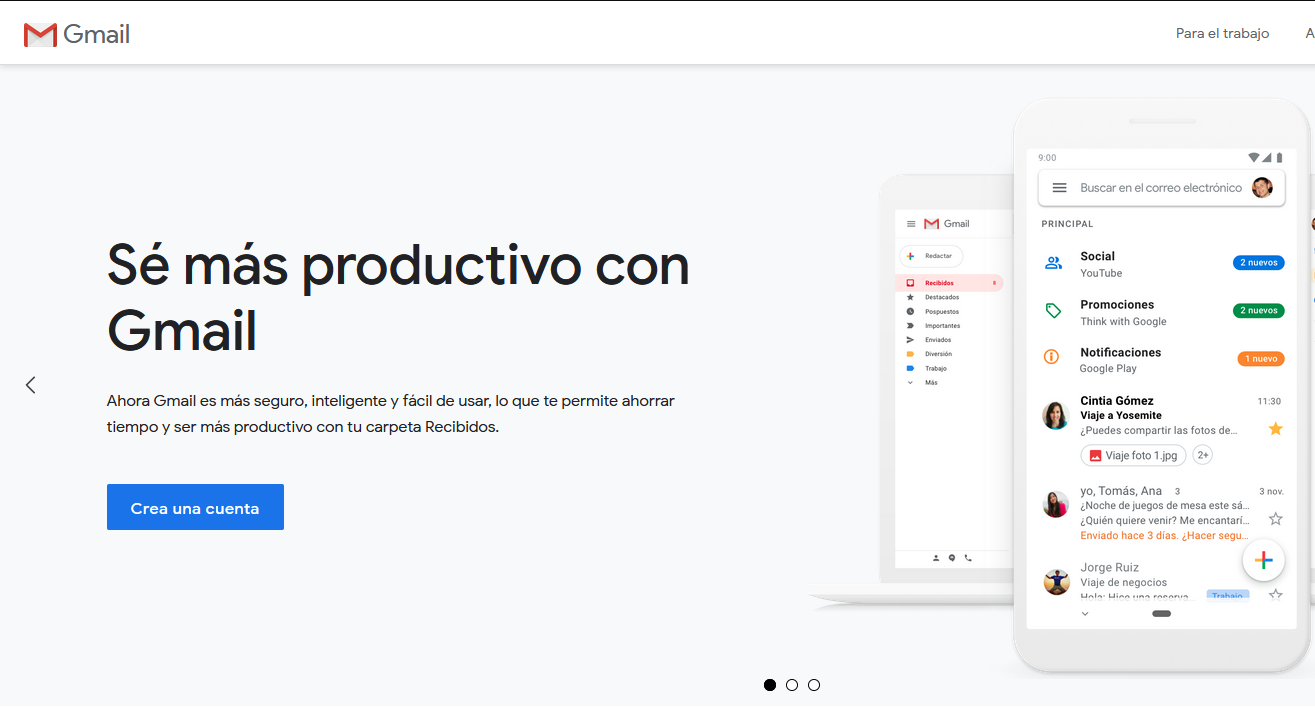 Gmail
Para el trabajo
Sé más productivo con
Gmail
Ahora Gmail es más seguro, inteligente y fácil de usar, lo que te permite ahorrar
tiempo y ser más productivo con tu carpeta Recibidos.
Crea una cuenta
Gmail
Redactar
Recibidos 8
Destacados
Pospuestos
Importantes
Enviados
Diversión
Trabajo
Más
9:00
Buscar en el correo electrónico
PRINCIPAL
Social
2 nuevos
YouTube
Promociones
2 nuevos
Think with Google
Notificaciones
1 nuevo
Google Play
Cintia Gómez 11:30
Viaje a Yosemite
¿Puedes compartir las fotos de...
Viaje foto 1.jpg 2+
yo, Tomás, Ana 3 3 nov.
¿Noche de juegos de mesa este sá...
¿Quién quiere venir? Me encantarí...
Enviado hace 3 días. ¿Hacer segu...
Jorge Ruiz
Viaje de negocios
Hola: Hice una reserva... Trabajo